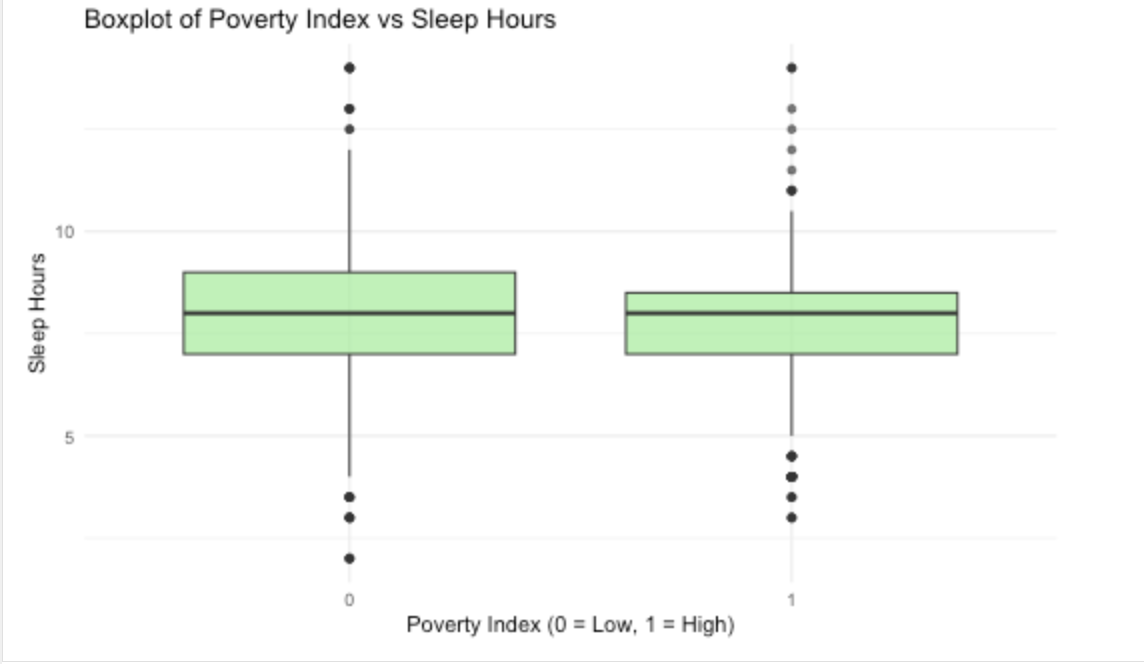 Boxplot of Poverty Index vs Sleep Hours
Sleep Hours
10
5
0
1
Poverty Index (0 = Low, 1 = High)